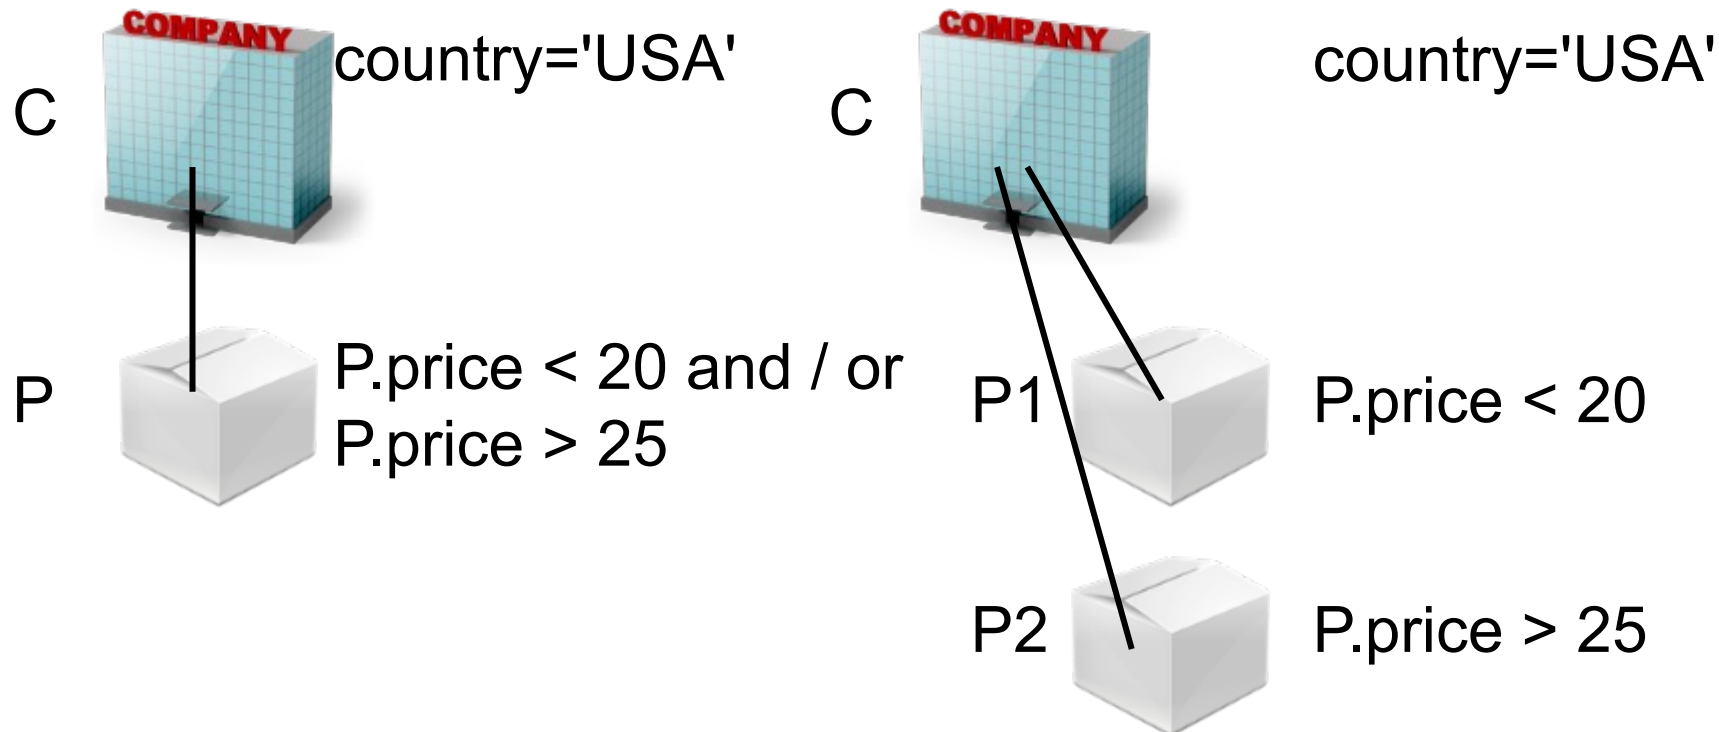 COMPANY
country='USA'
C
P
P.price < 20 and / or
P.price > 25
COMPANY
country='USA'
C
P1
P.price < 20
P2
P.price > 25